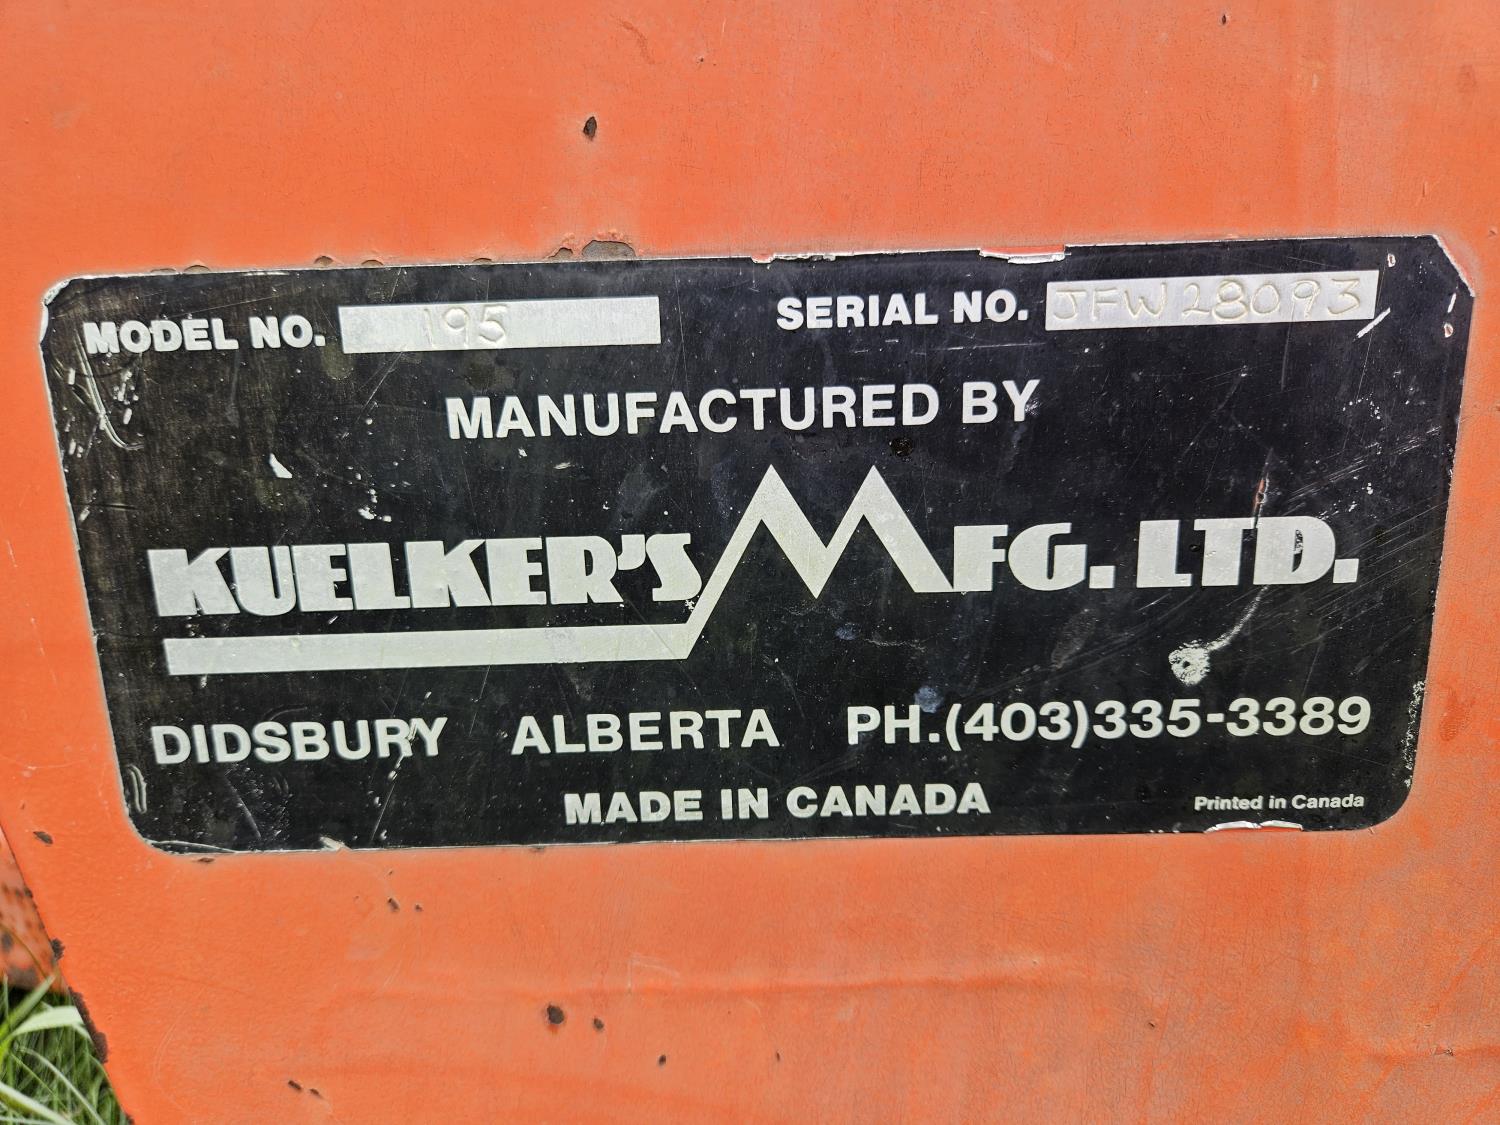 MODEL NO. 195 SERIAL NO. JFW28093
MANUFACTURED BY
KUELKER'S MFG. LTD.
DIDSBURY ALBERTA PH.(403)335-3389
MADE IN CANADA
Printed in Canada